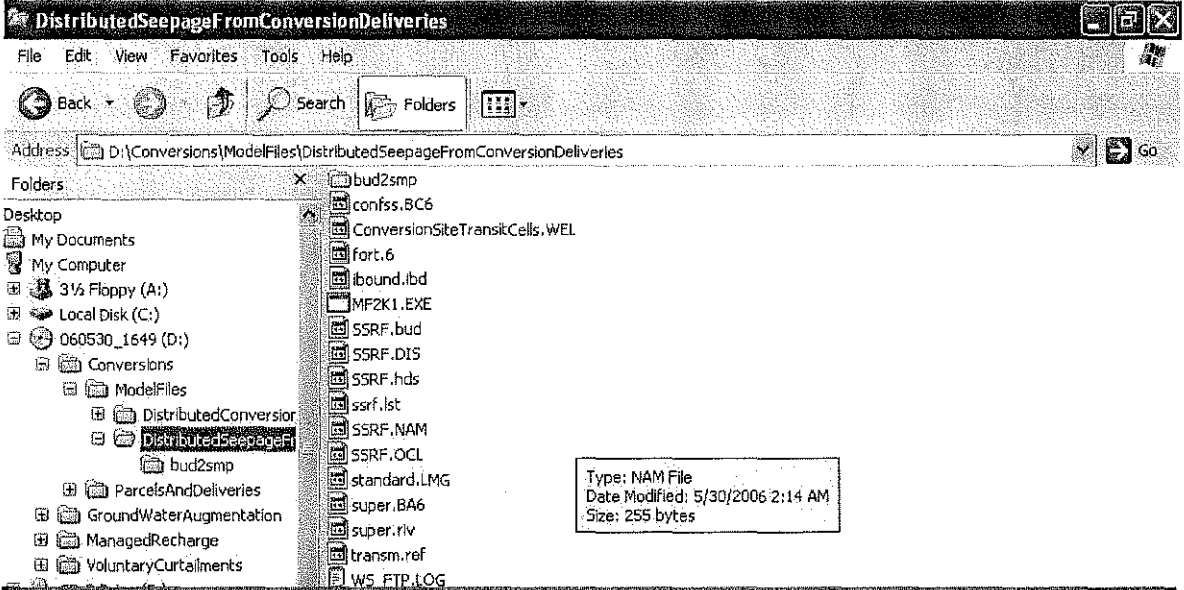 DistributedSeepageFromConversionDeliveries
File Edit View Favorites Tools Help
Back Search Folders
Address D:\Conversions\ModelFiles\DistributedSeepageFromConversionDeliveries Go
Folders
Desktop
My Documents
My Computer
3½ Floppy (A:)
Local Disk (C:)
060530_1649 (D:)
Conversions
ModelFiles
DistributedConversion
DistributedSeepageFr
bud2smp
ParcelsAndDeliveries
GroundWaterAugmentation
ManagedRecharge
VoluntaryCurtailments
bud2smp
confss.BC6
ConversionSiteTransitCells.WEL
fort.6
ibound.ibd
MF2K1.EXE
SSRF.bud
SSRF.DIS
SSRF.hds
ssrf.lst
SSRF.NAM
SSRF.OCL
standard.LMG
super.BA6
super.riv
transm.ref
WS_FTP.LOG
Type: NAM File
Date Modified: 5/30/2006 2:14 AM
Size: 255 bytes